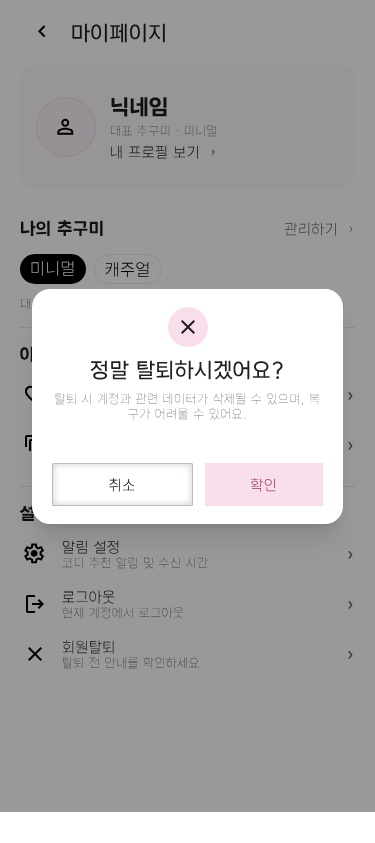 마이페이지
닉네임
대표 추구미 · 미니멀
내 프로필 보기 ›
나의 추구미
관리하기 ›
미니멀
캐주얼
정말 탈퇴하시겠어요?
탈퇴 시 계정과 관련 데이터가 삭제될 수 있으며, 복
구가 어려울 수 있어요.
취소
확인
알림 설정
코디 추천 알림 및 수신 시간
로그아웃
현재 계정에서 로그아웃
회원탈퇴
탈퇴 전 안내를 확인하세요